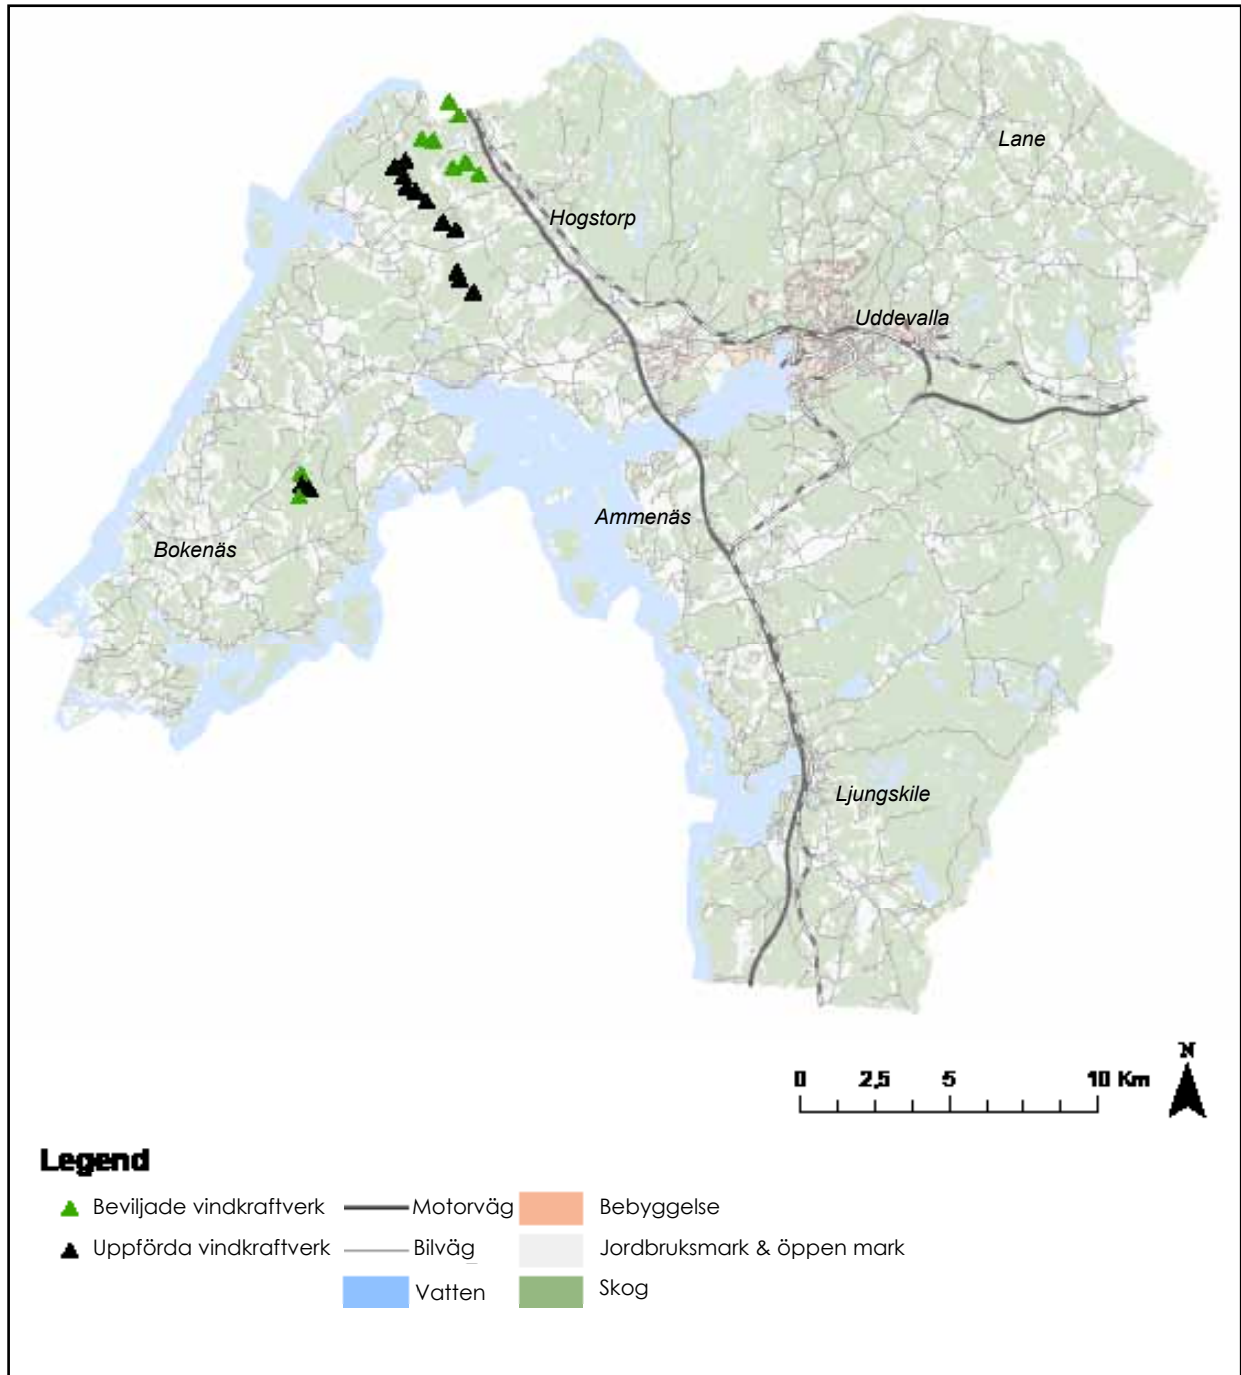 Lane
Hogstorp
Uddevalla
Ammenäs
Bokenäs
Ljungskile
N
0 2,5 5 10 Km
Legend
Beviljade vindkraftverk Motorväg Bebyggelse
Uppförda vindkraftverk Bilväg Jordbruksmark & öppen mark
Vatten Skog